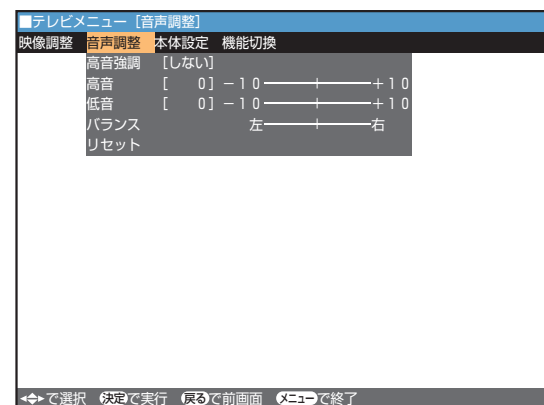 ■テレビメニュー [音声調整]
映像調整 音声調整 本体設定 機能切換
高音強調 [しない]
高音 [ 0] －10 ＋10
低音 [ 0] －10 ＋10
バランス 左 右
リセット
で選択 決定で実行 戻るで前画面 メニューで終了